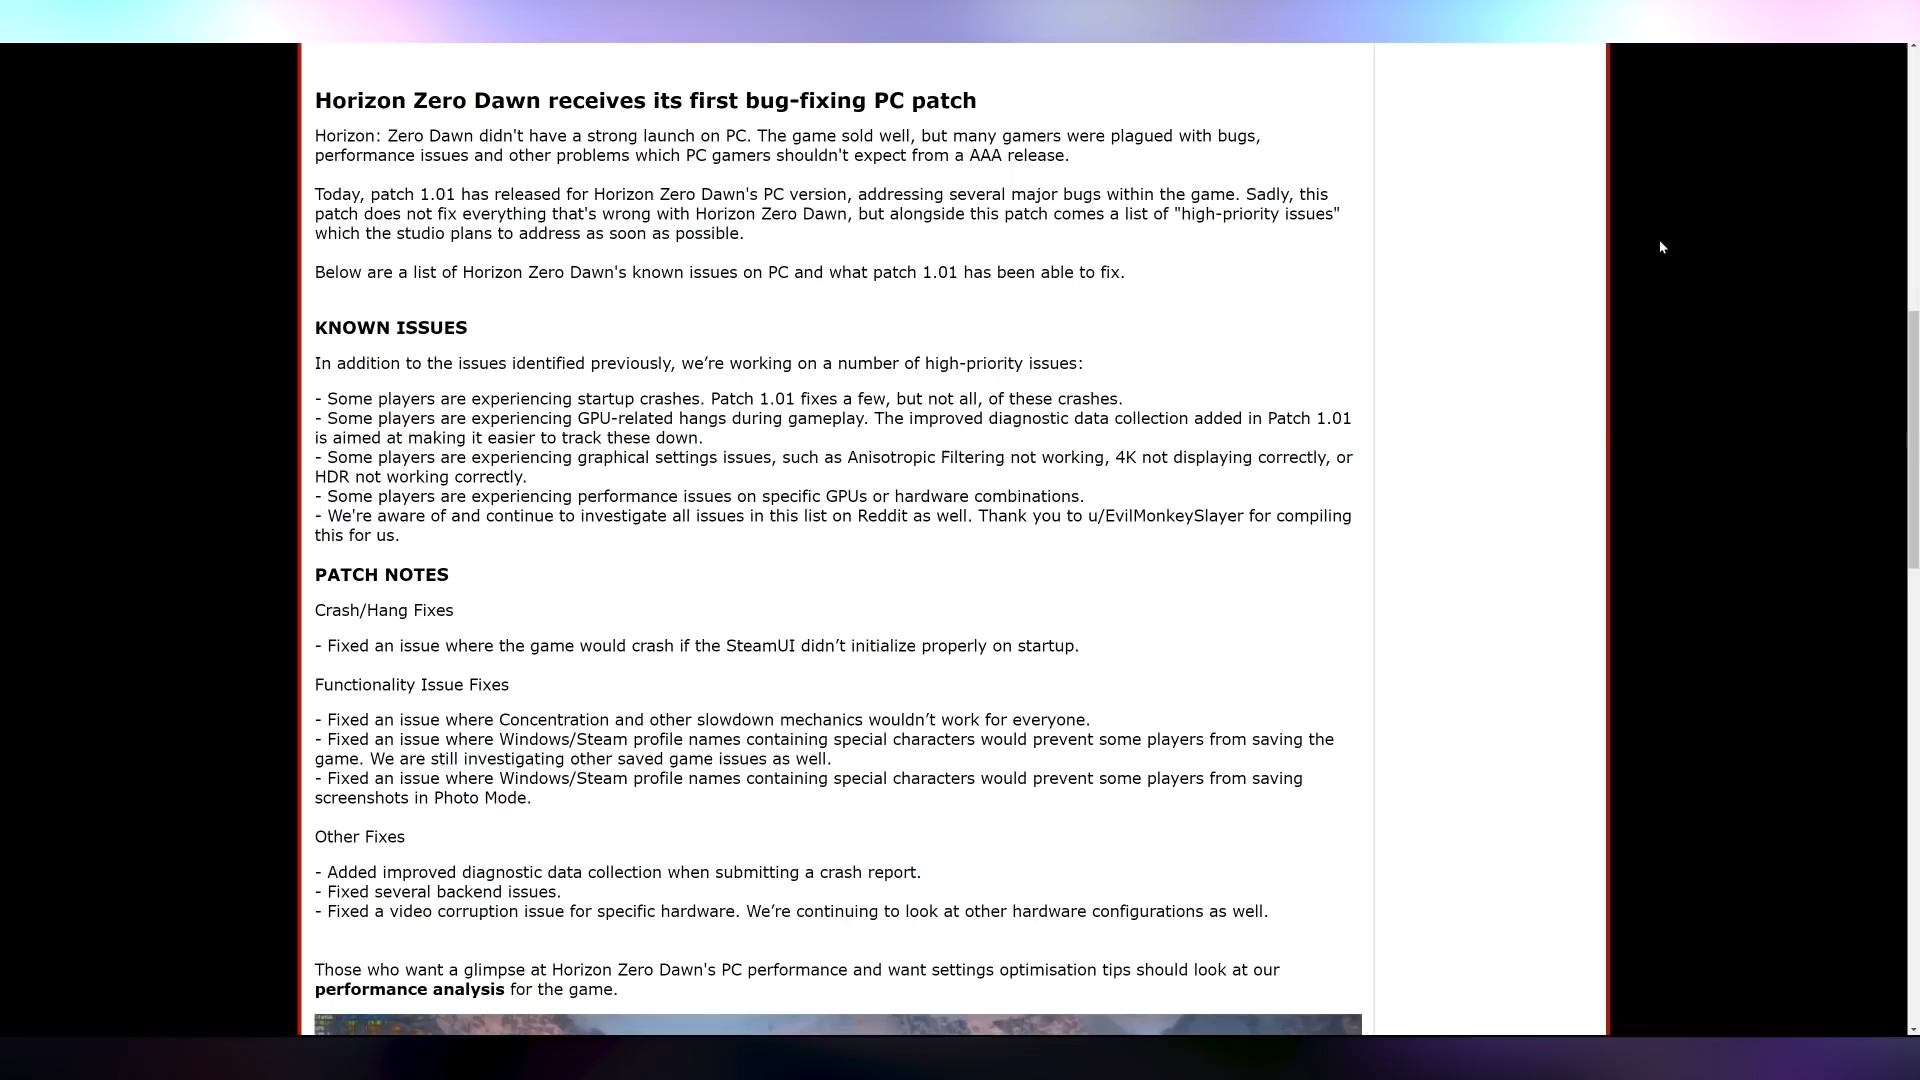 Horizon Zero Dawn receives its first bug-fixing PC patch
Horizon: Zero Dawn didn't have a strong launch on PC. The game sold well, but many gamers were plagued with bugs,
performance issues and other problems which PC gamers shouldn't expect from a AAA release.
Today, patch 1.01 has released for Horizon Zero Dawn's PC version, addressing several major bugs within the game. Sadly, this
patch does not fix everything that's wrong with Horizon Zero Dawn, but alongside this patch comes a list of "high-priority issues"
which the studio plans to address as soon as possible.
Below are a list of Horizon Zero Dawn's known issues on PC and what patch 1.01 has been able to fix.
KNOWN ISSUES
In addition to the issues identified previously, we’re working on a number of high-priority issues:
- Some players are experiencing startup crashes. Patch 1.01 fixes a few, but not all, of these crashes.
- Some players are experiencing GPU-related hangs during gameplay. The improved diagnostic data collection added in Patch 1.01
is aimed at making it easier to track these down.
- Some players are experiencing graphical settings issues, such as Anisotropic Filtering not working, 4K not displaying correctly, or
HDR not working correctly.
- Some players are experiencing performance issues on specific GPUs or hardware combinations.
- We're aware of and continue to investigate all issues in this list on Reddit as well. Thank you to u/EvilMonkeySlayer for compiling
this for us.
PATCH NOTES
Crash/Hang Fixes
- Fixed an issue where the game would crash if the SteamUI didn’t initialize properly on startup.
Functionality Issue Fixes
- Fixed an issue where Concentration and other slowdown mechanics wouldn’t work for everyone.
- Fixed an issue where Windows/Steam profile names containing special characters would prevent some players from saving the
game. We are still investigating other saved game issues as well.
- Fixed an issue where Windows/Steam profile names containing special characters would prevent some players from saving
screenshots in Photo Mode.
Other Fixes
- Added improved diagnostic data collection when submitting a crash report.
- Fixed several backend issues.
- Fixed a video corruption issue for specific hardware. We’re continuing to look at other hardware configurations as well.
Those who want a glimpse at Horizon Zero Dawn's PC performance and want settings optimisation tips should look at our
performance analysis for the game.